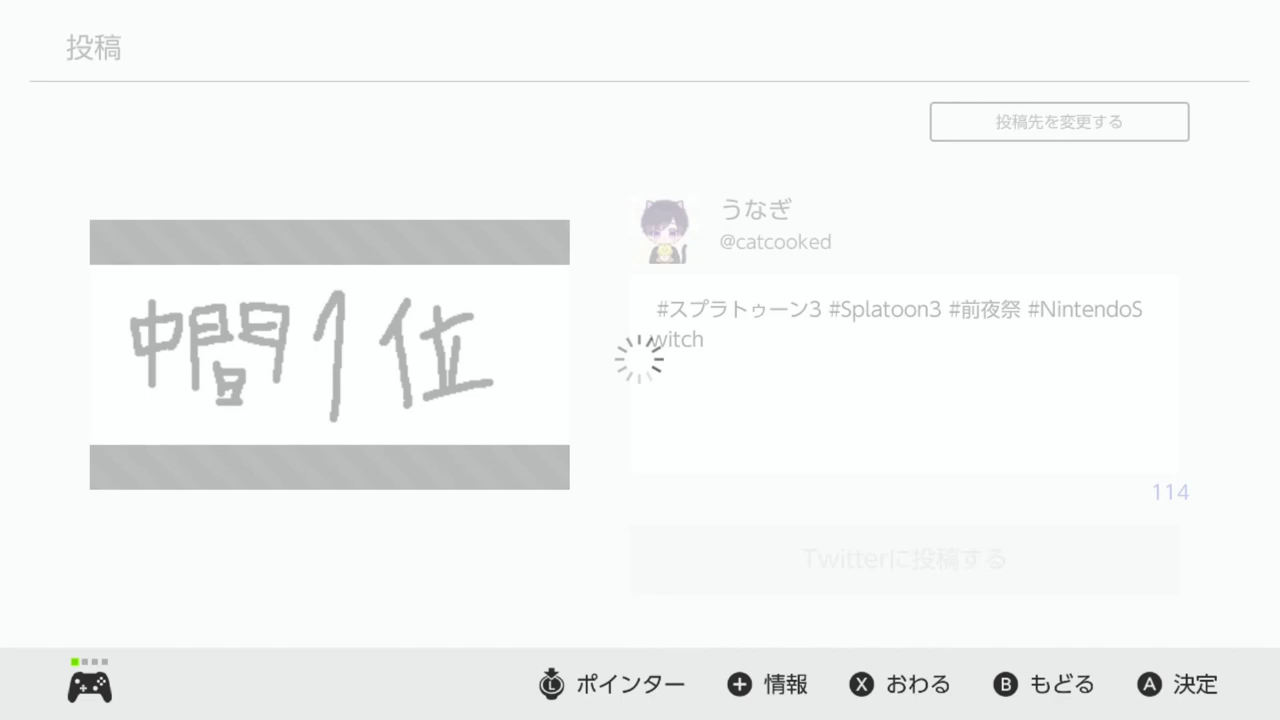 投稿
投稿先を変更する
うなぎ
@catcooked
#スプラトゥーン3 #Splatoon3 #前夜祭 #NintendoS
witch
中間1位
114
Twitterに投稿する
L ポインター + 情報 X おわる B もどる A 決定